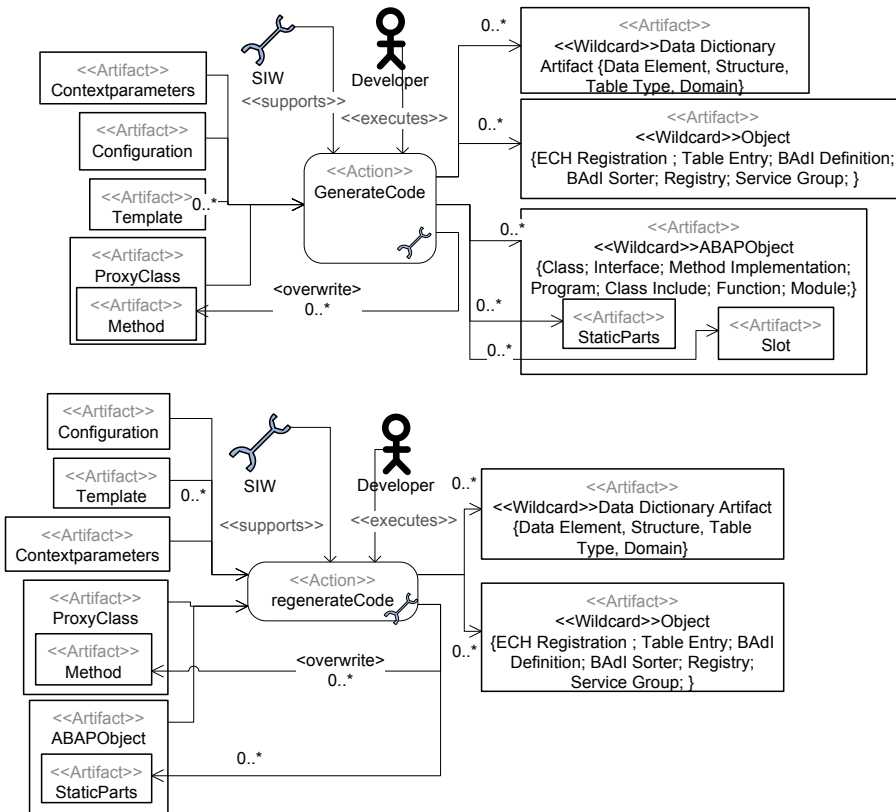 <<Artifact>>
Contextparameters
<<Artifact>>
Configuration
<<Artifact>>
Template
0..*
<<Artifact>>
ProxyClass
<<Artifact>>
Method
SIW
<<supports>>
Developer
<<executes>>
<<Action>>
GenerateCode
<overwrite>
0..*
0..*
<<Artifact>>
<<Wildcard>>Data Dictionary
Artifact {Data Element, Structure,
Table Type, Domain}
0..*
<<Artifact>>
<<Wildcard>>Object
{ECH Registration ; Table Entry; BAdI Definition;
BAdI Sorter; Registry; Service Group; }
0..*
<<Artifact>>
<<Wildcard>>ABAPObject
{Class; Interface; Method Implementation;
Program; Class Include; Function; Module;}
0..*
<<Artifact>>
StaticParts
0..*
<<Artifact>>
Slot
<<Artifact>>
Configuration
<<Artifact>>
Template
0..*
<<Artifact>>
Contextparameters
<<Artifact>>
ProxyClass
<<Artifact>>
Method
<<Artifact>>
ABAPObject
<<Artifact>>
StaticParts
SIW
<<supports>>
Developer
<<executes>>
<<Action>>
regenerateCode
<overwrite>
0..*
0..*
0..*
<<Artifact>>
<<Wildcard>>Data Dictionary Artifact
{Data Element, Structure, Table
Type, Domain}
0..*
<<Artifact>>
<<Wildcard>>Object
{ECH Registration ; Table Entry; BAdI
Definition; BAdI Sorter; Registry;
Service Group; }